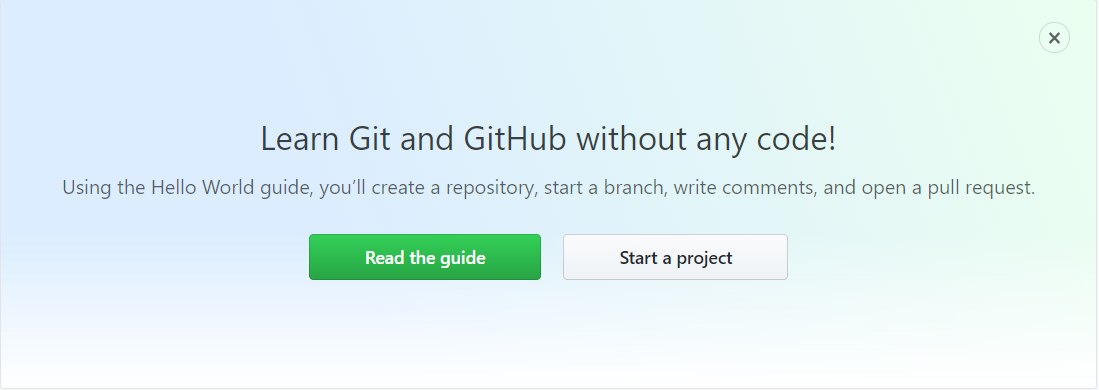 Learn Git and GitHub without any code!
Using the Hello World guide, you’ll create a repository, start a branch, write comments, and open a pull request.
Read the guide
Start a project